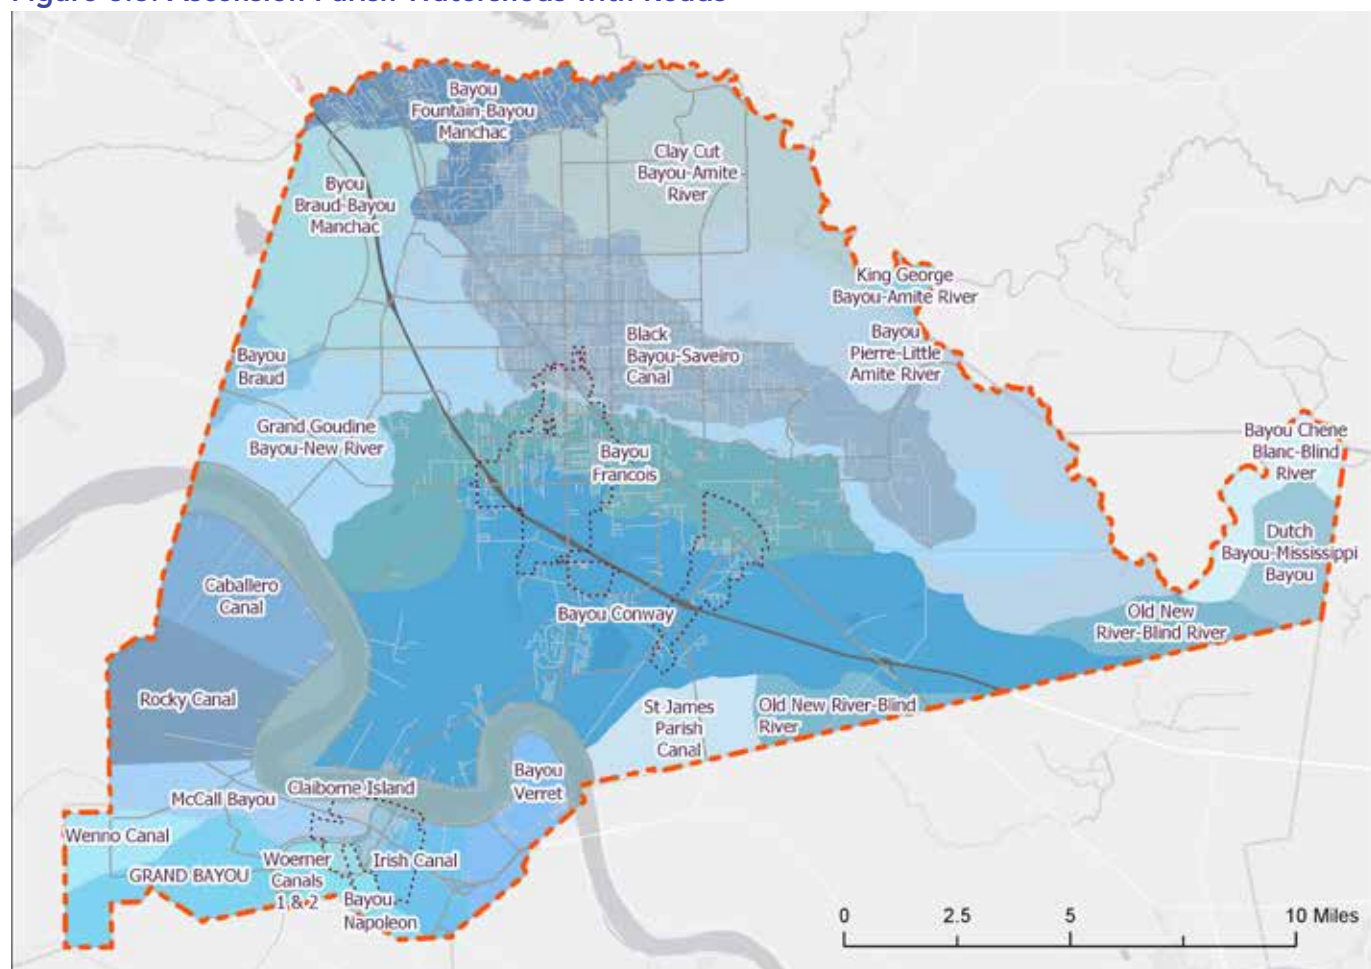 Figure 3.3: Ascension Parish Watersheds with Roads
Bayou
Fountain-Bayou
Manchac
Clay Cut
Bayou-Amite
River
Byou
Braud-Bayou
Manchac
King George
Bayou-Amite River
Bayou
Pierre-Little
Amite River
Black
Bayou-Saveiro
Canal
Bayou
Braud
Grand Goudine
Bayou-New River
Bayou
Francois
Bayou Chene
Blanc-Blind
River
Dutch
Bayou-Mississippi
Bayou
Caballero
Canal
Bayou Conway
Old New
River-Blind River
Rocky Canal
St James
Parish
Canal
Old New River-Blind
River
Bayou
Verret
Claiborne Island
McCall Bayou
Wenno Canal
GRAND BAYOU
Woerner
Canals
1 & 2
Irish Canal
Bayou
Napoleon
0 2.5 5 10 Miles